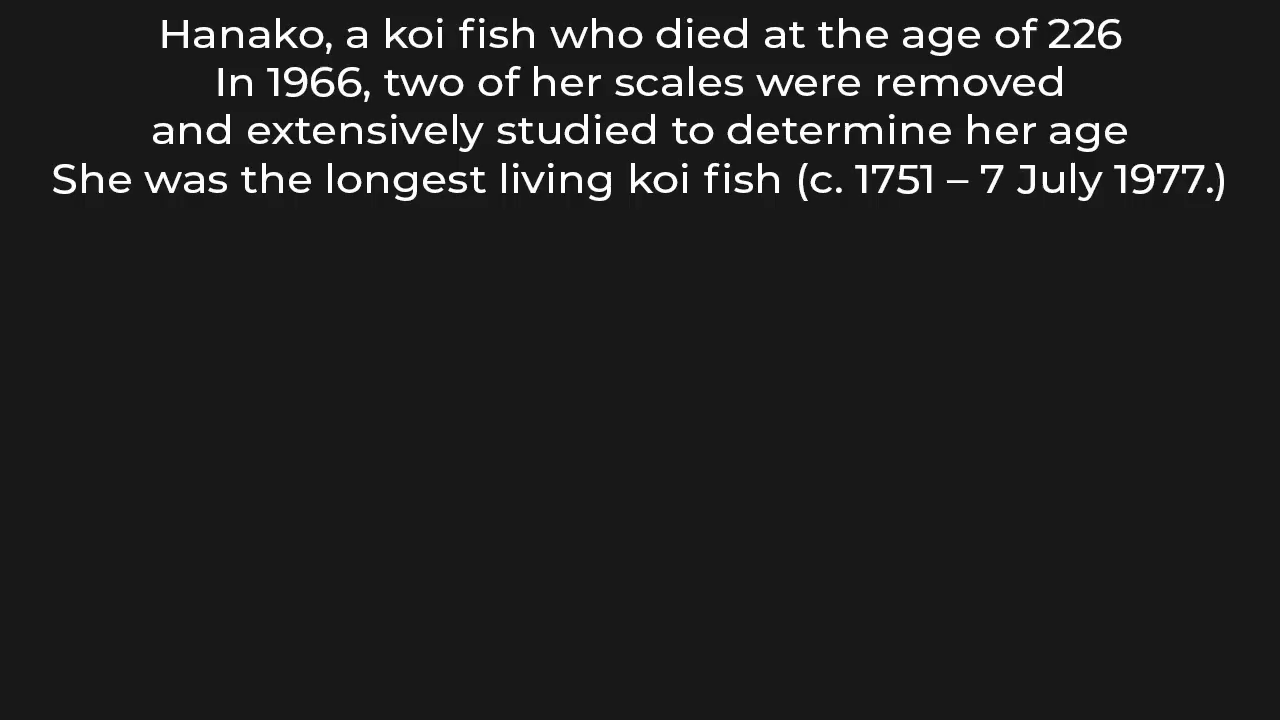 Hanako, a koi fish who died at the age of 226
In 1966, two of her scales were removed
and extensively studied to determine her age
She was the longest living koi fish (c. 1751 – 7 July 1977.)